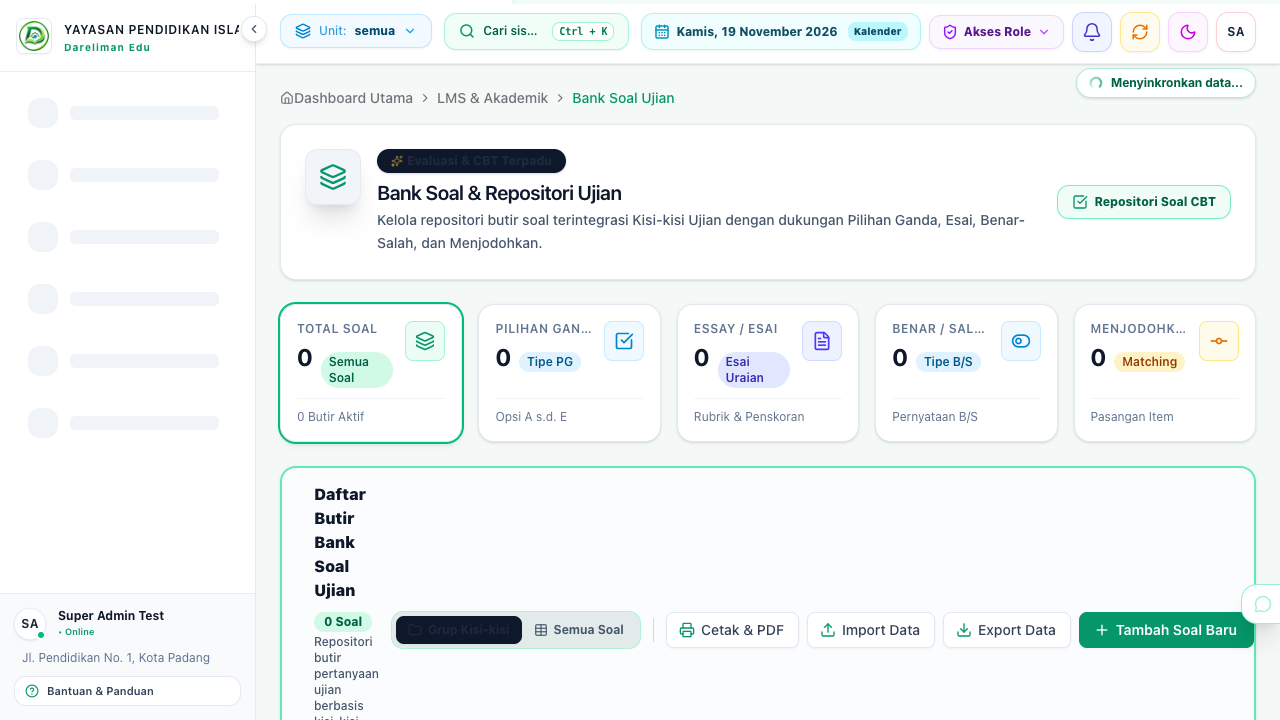 YAYASAN PENDIDIKAN ISLA
Dareliman Edu
Unit: semua
Cari sis...
Ctrl + K
Kamis, 19 November 2026
Kalender
Akses Role
SA
Menyinkronkan data...
Dashboard Utama
LMS & Akademik
Bank Soal Ujian
Evaluasi & CBT Terpadu
Bank Soal & Repositori Ujian
Kelola repositori butir soal terintegrasi Kisi-kisi Ujian dengan dukungan Pilihan Ganda, Esai, Benar-
Salah, dan Menjodohkan.
Repositori Soal CBT
TOTAL SOAL
0
Semua
Soal
0 Butir Aktif
PILIHAN GAN...
0
Tipe PG
Opsi A s.d. E
ESSAY / ESAI
0
Esai
Uraian
Rubrik & Penskoran
BENAR / SAL...
0
Tipe B/S
Pernyataan B/S
MENJODOHK...
0
Matching
Pasangan Item
Daftar
Butir
Bank
Soal
Ujian
0 Soal
Repositori
butir
pertanyaan
ujian
berbasis
kisi-kisi
Grup Kisi-kisi
Semua Soal
Cetak & PDF
Import Data
Export Data
Tambah Soal Baru
SA
Super Admin Test
• Online
Jl. Pendidikan No. 1, Kota Padang
Bantuan & Panduan